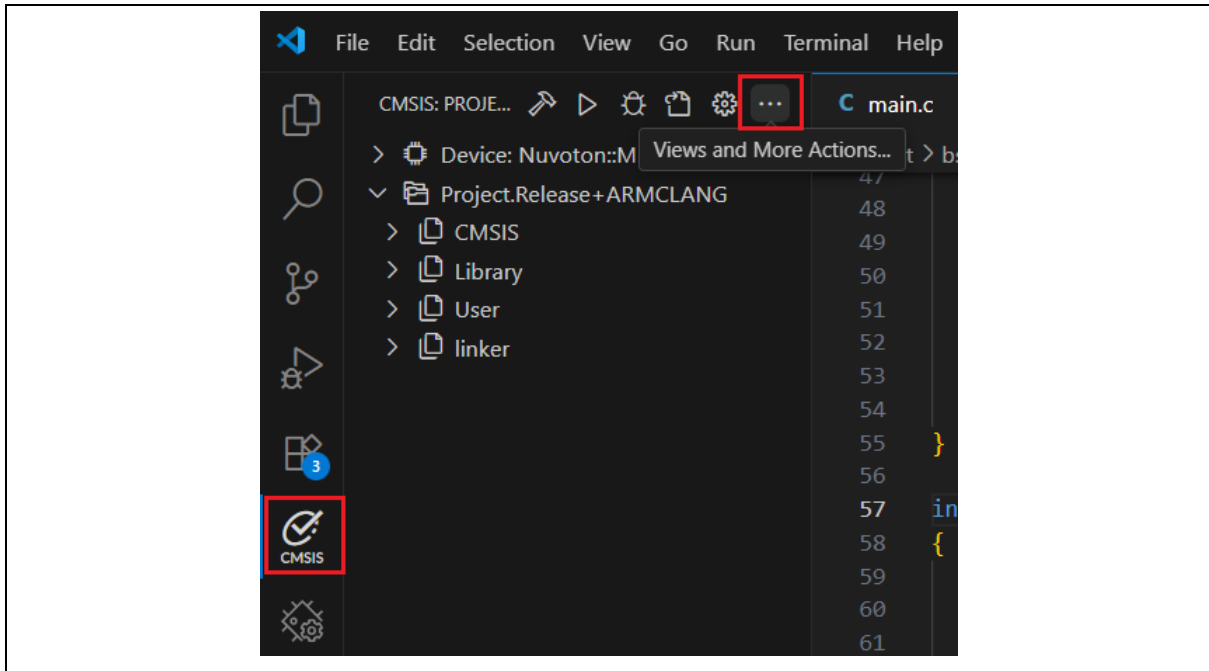 File Edit Selection View Go Run Terminal Help
CMSIS: PROJE... C main.c
Views and More Actions...
Device: Nuvoton::M
t > b
47
Project.Release+ARMCLANG
48
CMSIS
49
Library
50
User
51
linker
52
53
54
55 }
3
56
57 in
CMSIS
58 {
59
60
61